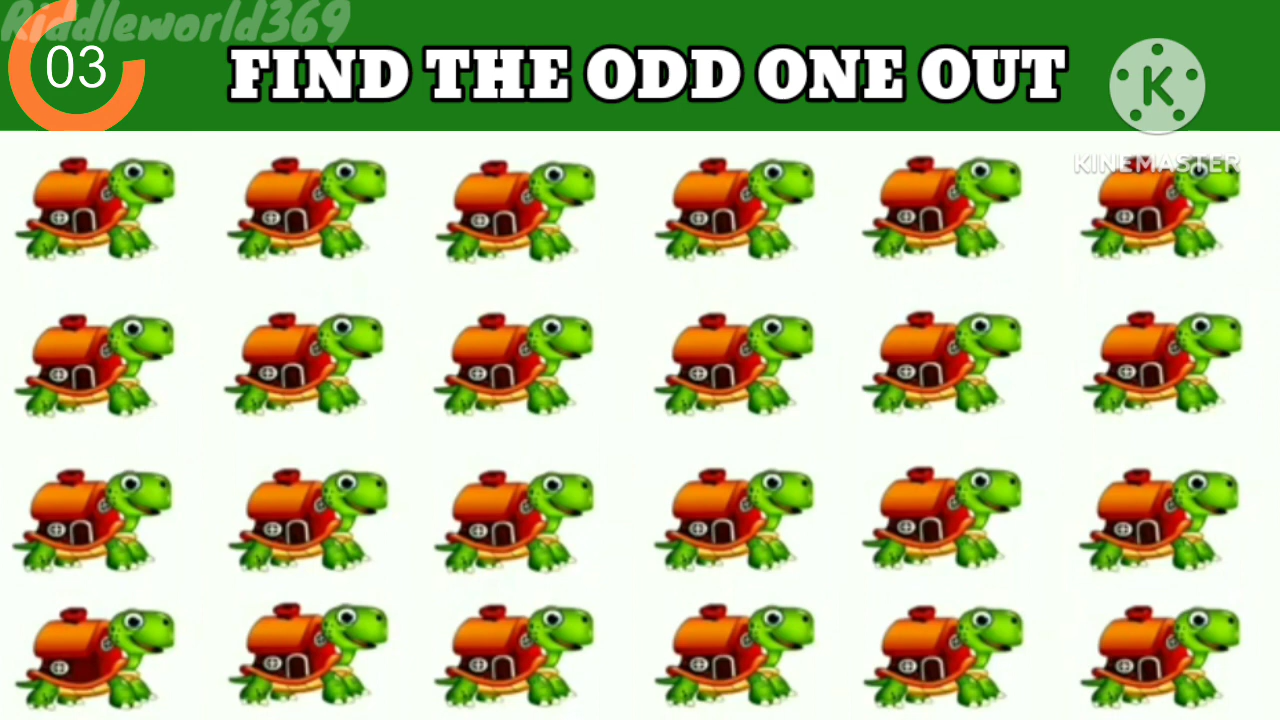 Riddleworld369
03
FIND THE ODD ONE OUT
K
KINEMASTER